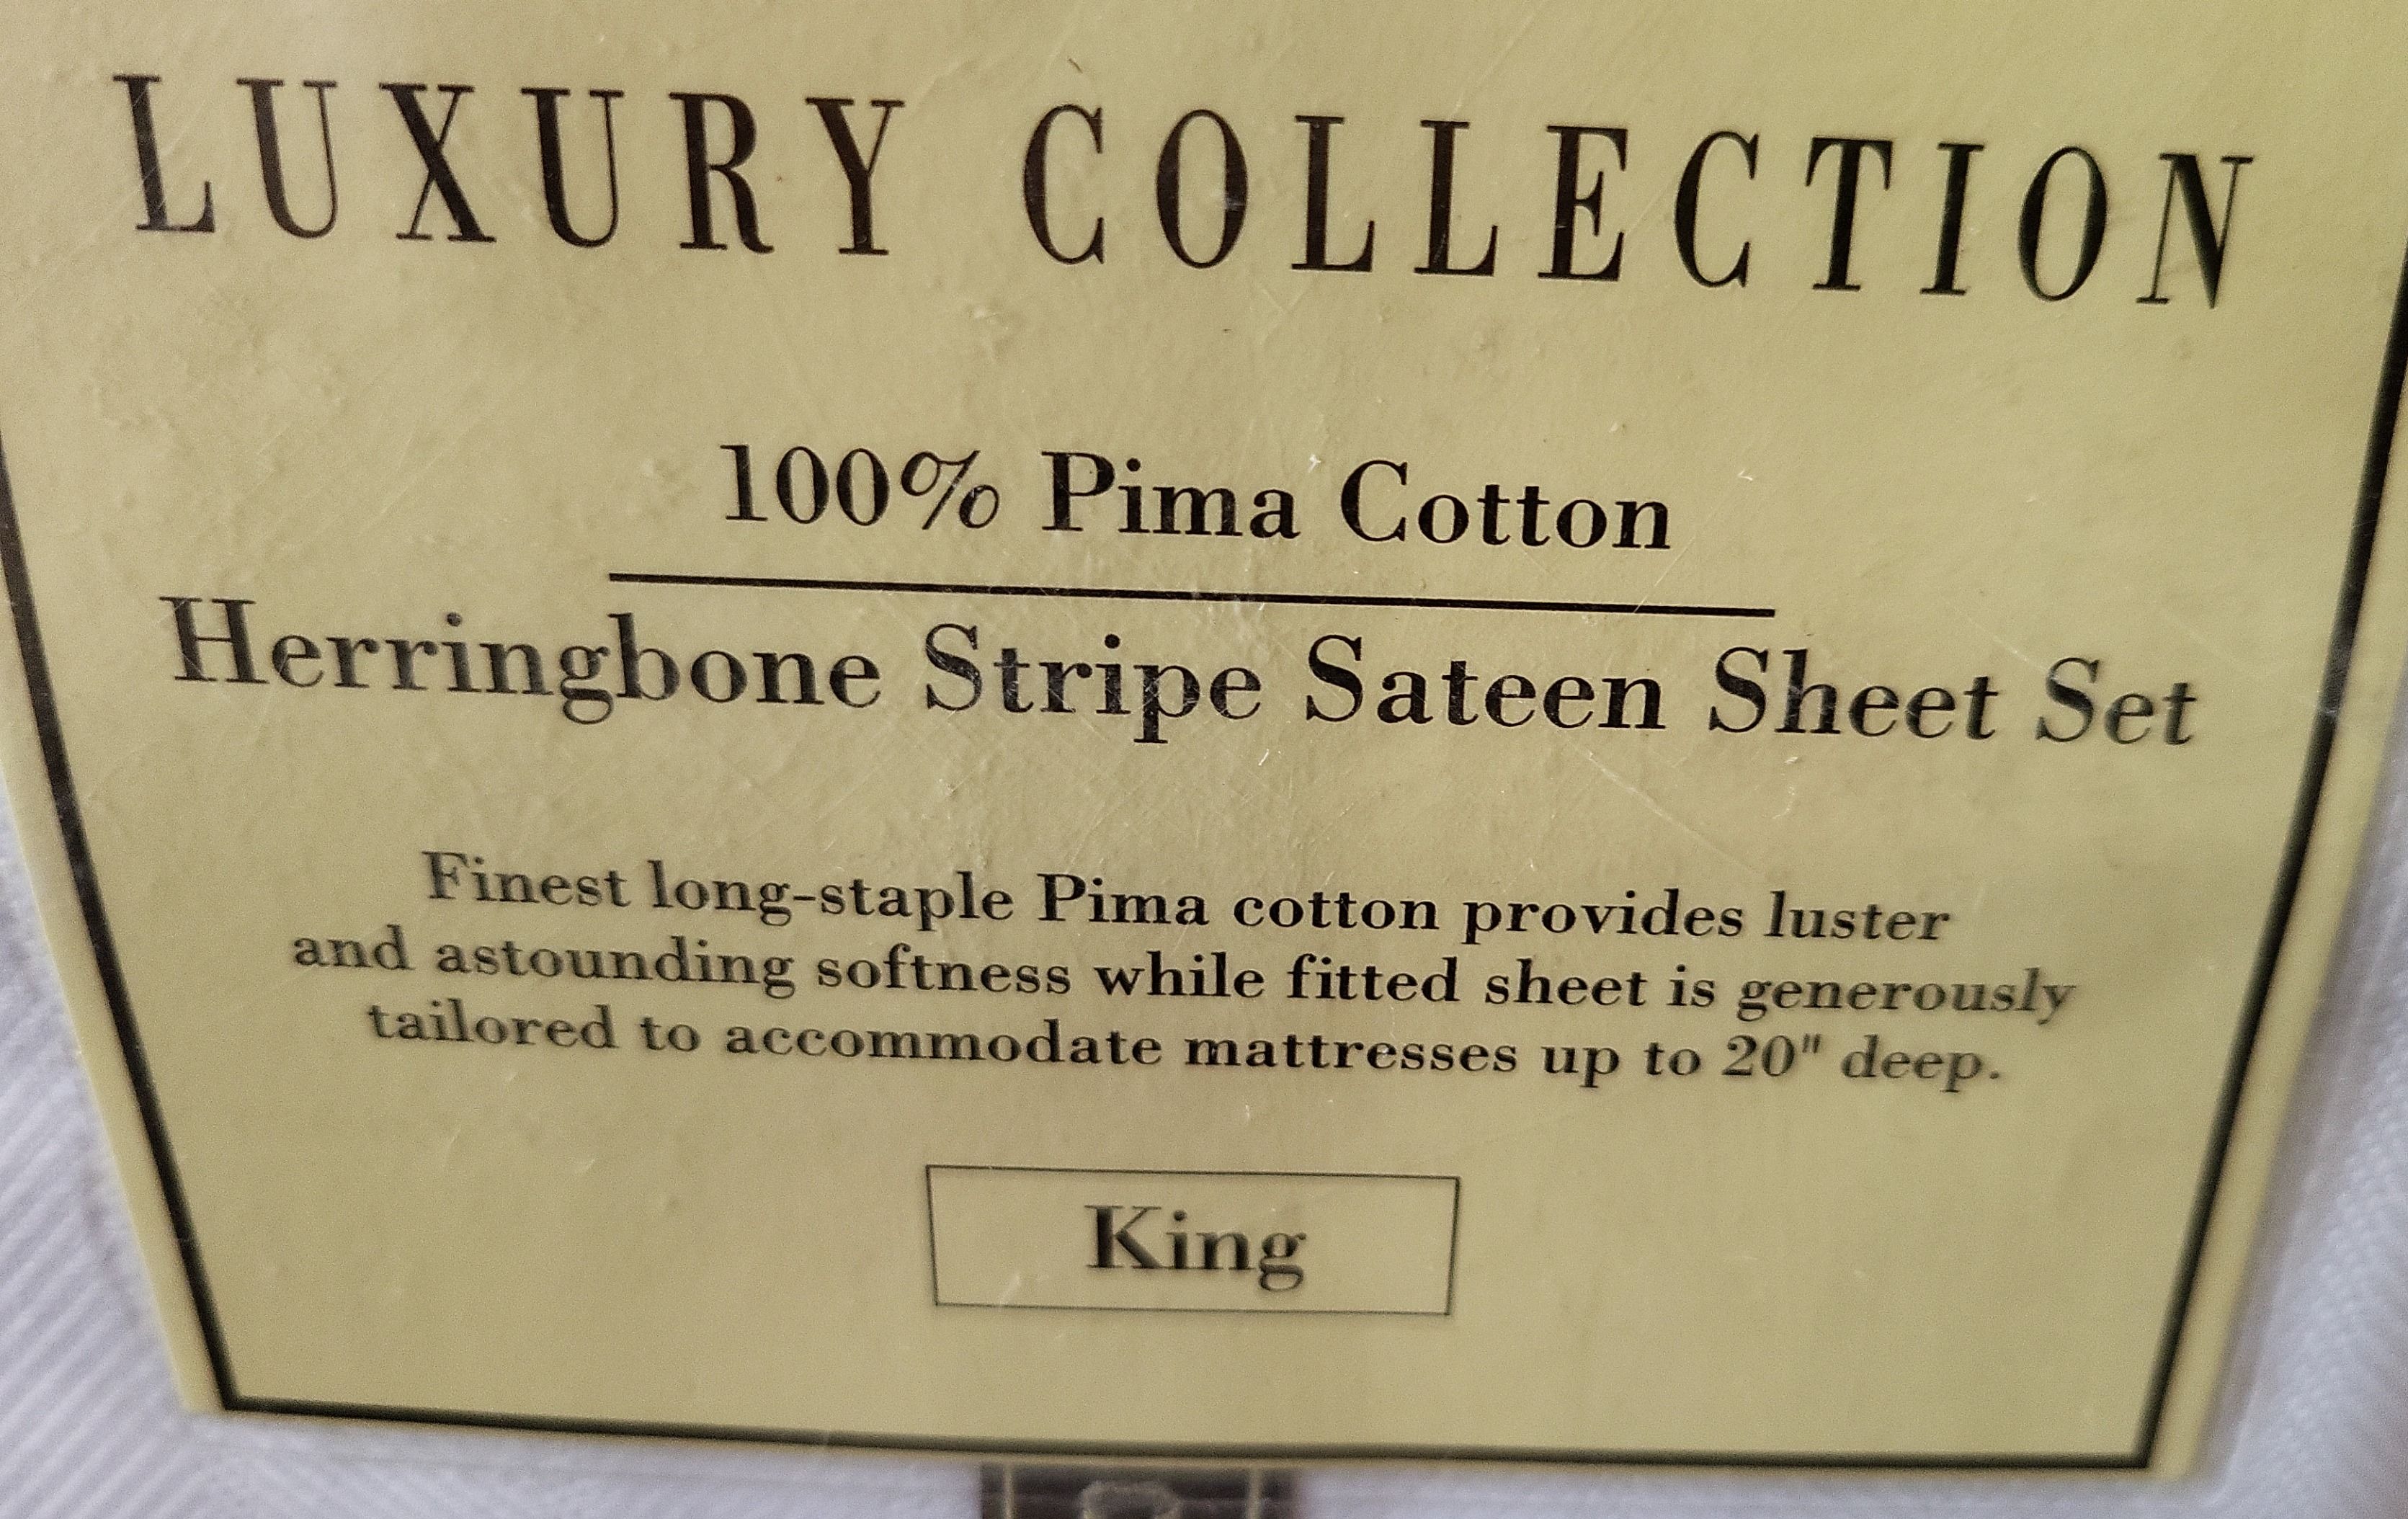 LUXURY COLLECTION
100% Pima Cotton
Herringbone Stripe Sateen Sheet Set
Finest long-staple Pima cotton provides luster
and astounding softness while fitted sheet is generously
tailored to accommodate mattresses up to 20" deep.
King